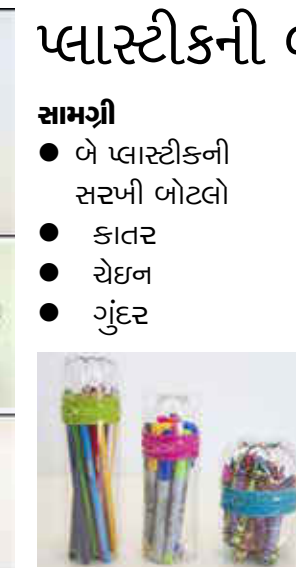 પ્લાસ્ટીકની
સામગ્રી
● બે પ્લાસ્ટીકની
સરખી બોટલો
● કાતર
● ચેઇન
● ગુંદર